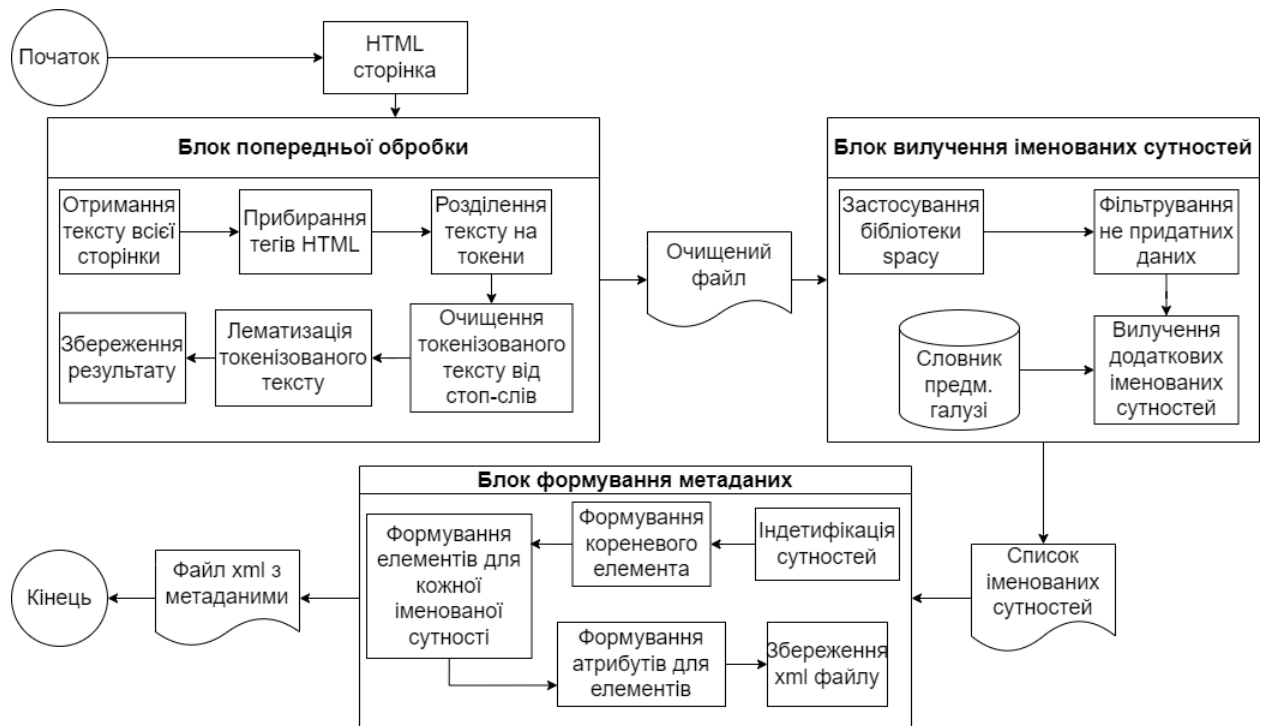 Початок
HTML
сторінка
Блок попередньої обробки
Отримання
тексту всієї
сторінки
Прибирання
тегів HTML
Розділення
тексту на
токени
Очищення
токенізованого
тексту від
стоп-слів
Лематизація
токенізованого
тексту
Збереження
результату
Очищений
файл
Блок вилучення іменованих сутностей
Застосування
бібліотеки
spacy
Фільтрування
не придатних
даних
Словник
предм.
галузі
Вилучення
додаткових
іменованих
сутностей
Список
іменованих
сутностей
Блок формування метаданих
Індетифікація
сутностей
Формування
кореневого
елемента
Формування
елементів для
кожної
іменованої
сутності
Формування
атрибутів для
елементів
Збереження
xml файлу
Файл xml з
метаданими
Кінець